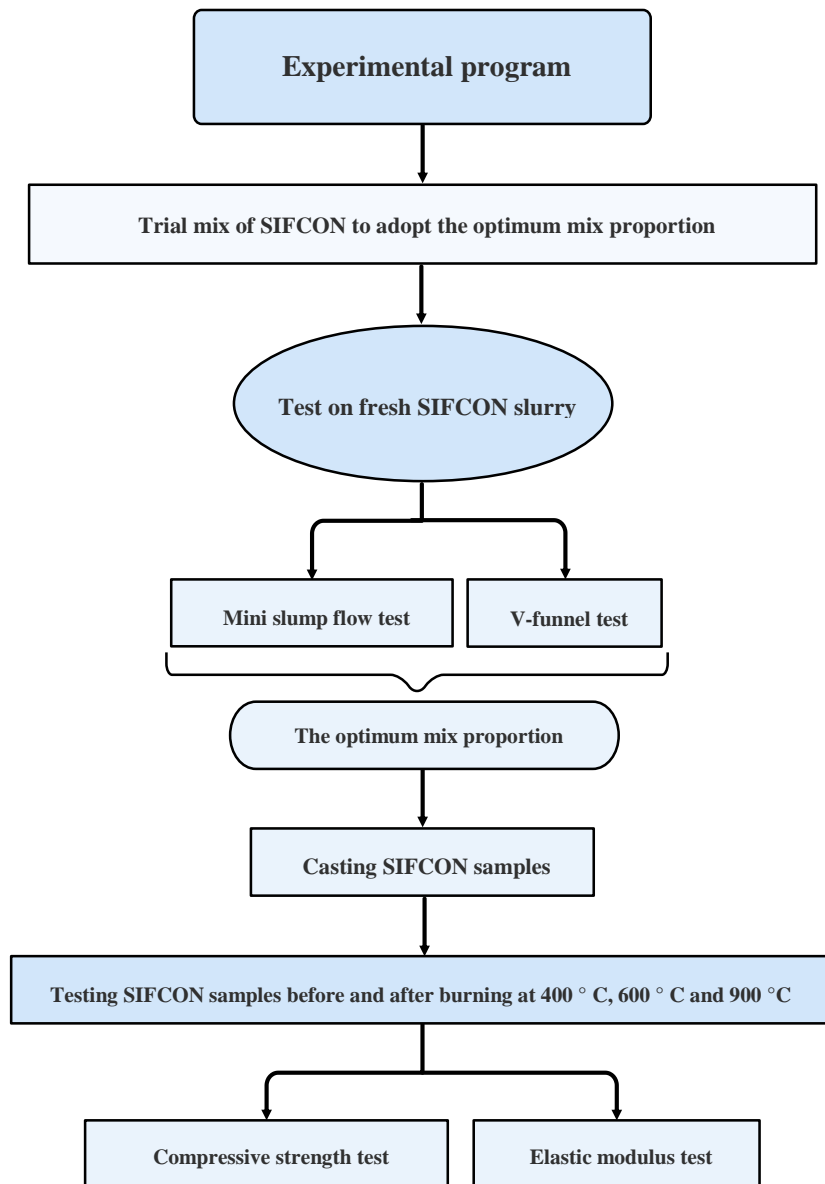 Experimental program
Trial mix of SIFCON to adopt the optimum mix proportion
Test on fresh SIFCON slurry
Mini slump flow test
V-funnel test
The optimum mix proportion
Casting SIFCON samples
Testing SIFCON samples before and after burning at 400 ° C, 600 ° C and 900 °C
Compressive strength test
Elastic modulus test